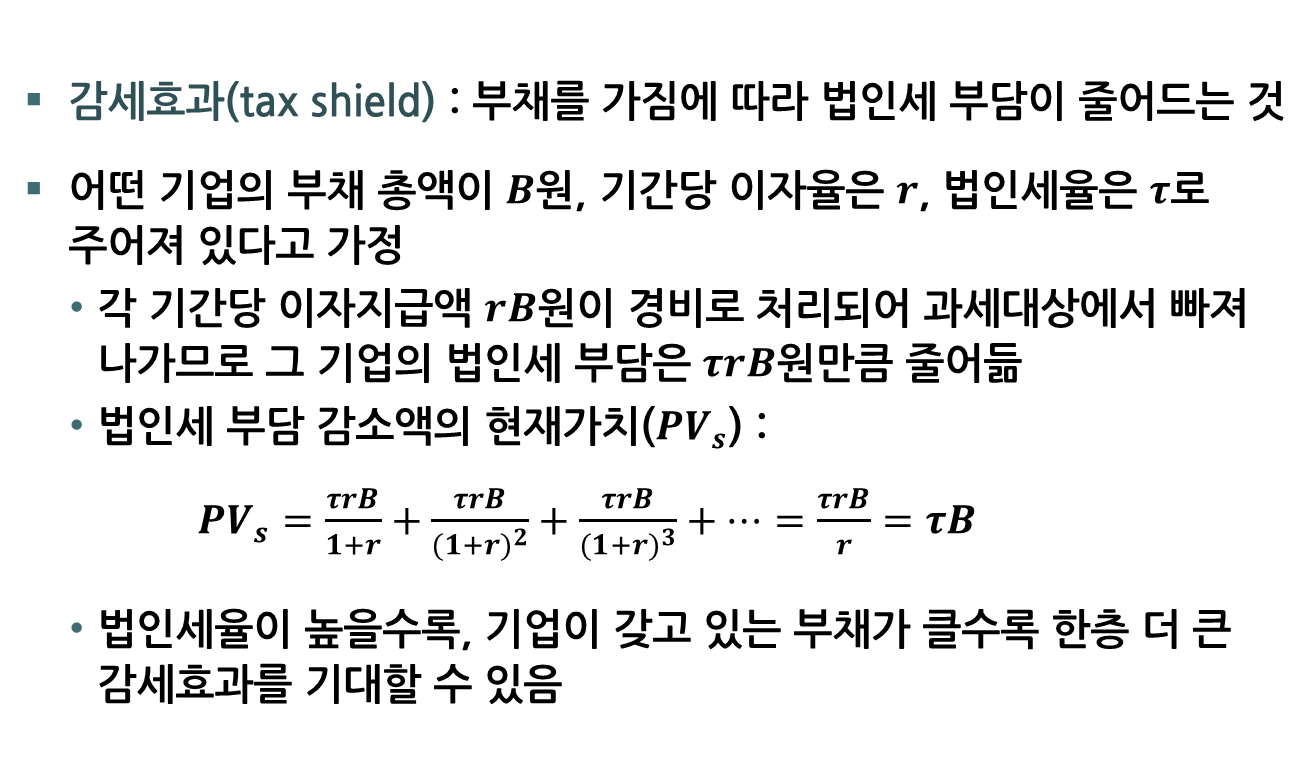 ▪ 감세효과(tax shield) : 부채를 가짐에 따라 법인세 부담이 줄어드는 것
▪ 어떤 기업의 부채 총액이 B원, 기간당 이자율은 r, 법인세율은 τ로
주어져 있다고 가정
• 각 기간당 이자지급액 rB원이 경비로 처리되어 과세대상에서 빠져
나가므로 그 기업의 법인세 부담은 τrB원만큼 줄어듦
• 법인세 부담 감소액의 현재가치(PVₛ) :
PVₛ = τrB/(1+r) + τrB/(1+r)² + τrB/(1+r)³ + ⋯ = τrB/r = τB
• 법인세율이 높을수록, 기업이 갖고 있는 부채가 클수록 한층 더 큰
감세효과를 기대할 수 있음